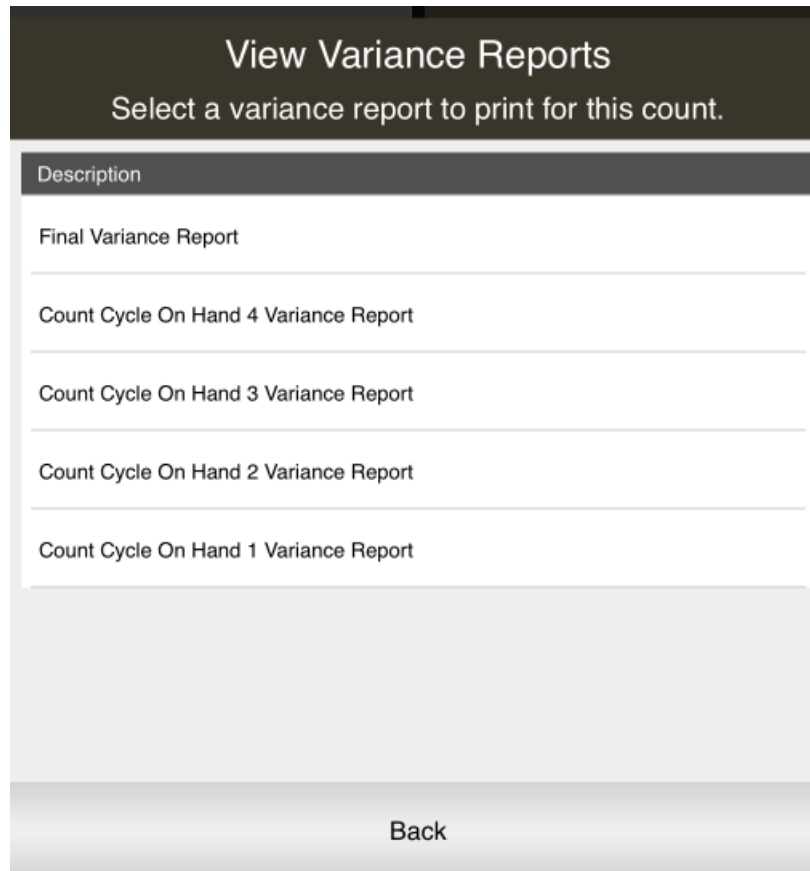 View Variance Reports
Select a variance report to print for this count.
Description
Final Variance Report
Count Cycle On Hand 4 Variance Report
Count Cycle On Hand 3 Variance Report
Count Cycle On Hand 2 Variance Report
Count Cycle On Hand 1 Variance Report
Back